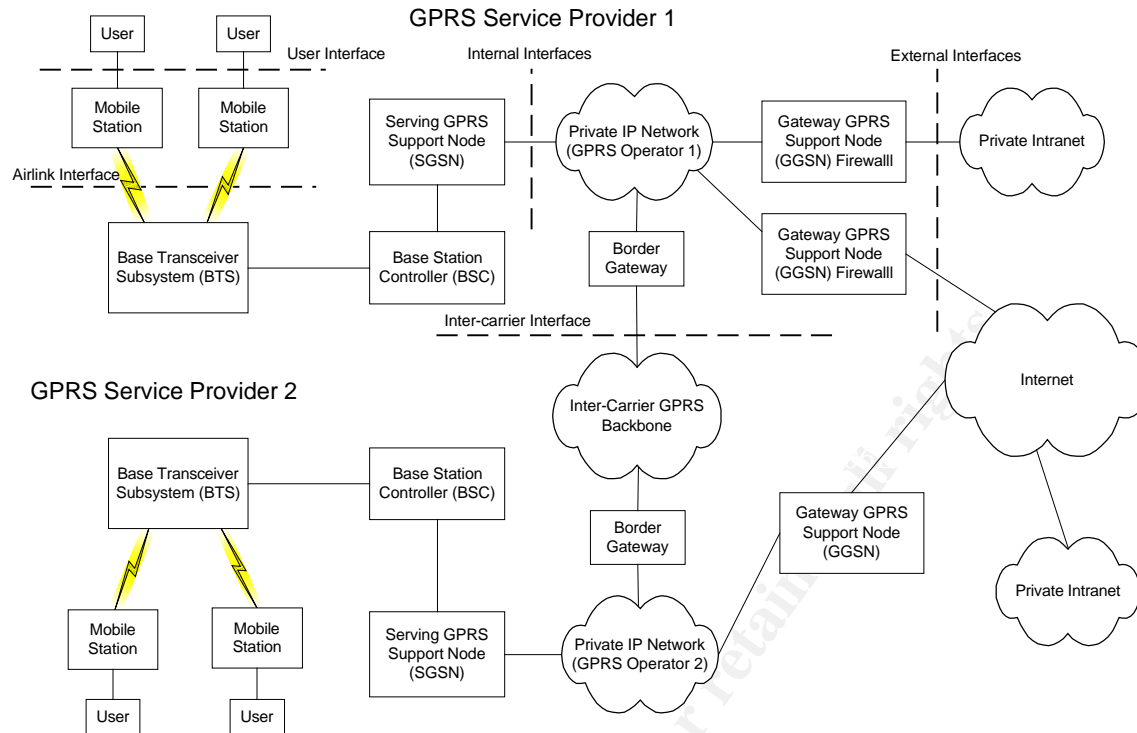 GPRS Service Provider 1
User
User
User Interface
Internal Interfaces
External Interfaces
Mobile
Station
Mobile
Station
Serving GPRS
Support Node
(SGSN)
Private IP Network
(GPRS Operator 1)
Gateway GPRS
Support Node
(GGSN) Firewalll
Private Intranet
Airlink Interface
Base Transceiver
Subsystem (BTS)
Base Station
Controller (BSC)
Border
Gateway
Gateway GPRS
Support Node
(GGSN) Firewalll
Inter-carrier Interface
GPRS Service Provider 2
Inter-Carrier GPRS
Backbone
Internet
Base Transceiver
Subsystem (BTS)
Base Station
Controller (BSC)
Border
Gateway
Gateway GPRS
Support Node
(GGSN)
Private Intranet
Mobile
Station
Mobile
Station
Serving GPRS
Support Node
(SGSN)
Private IP Network
(GPRS Operator 2)
User
User
retain rights